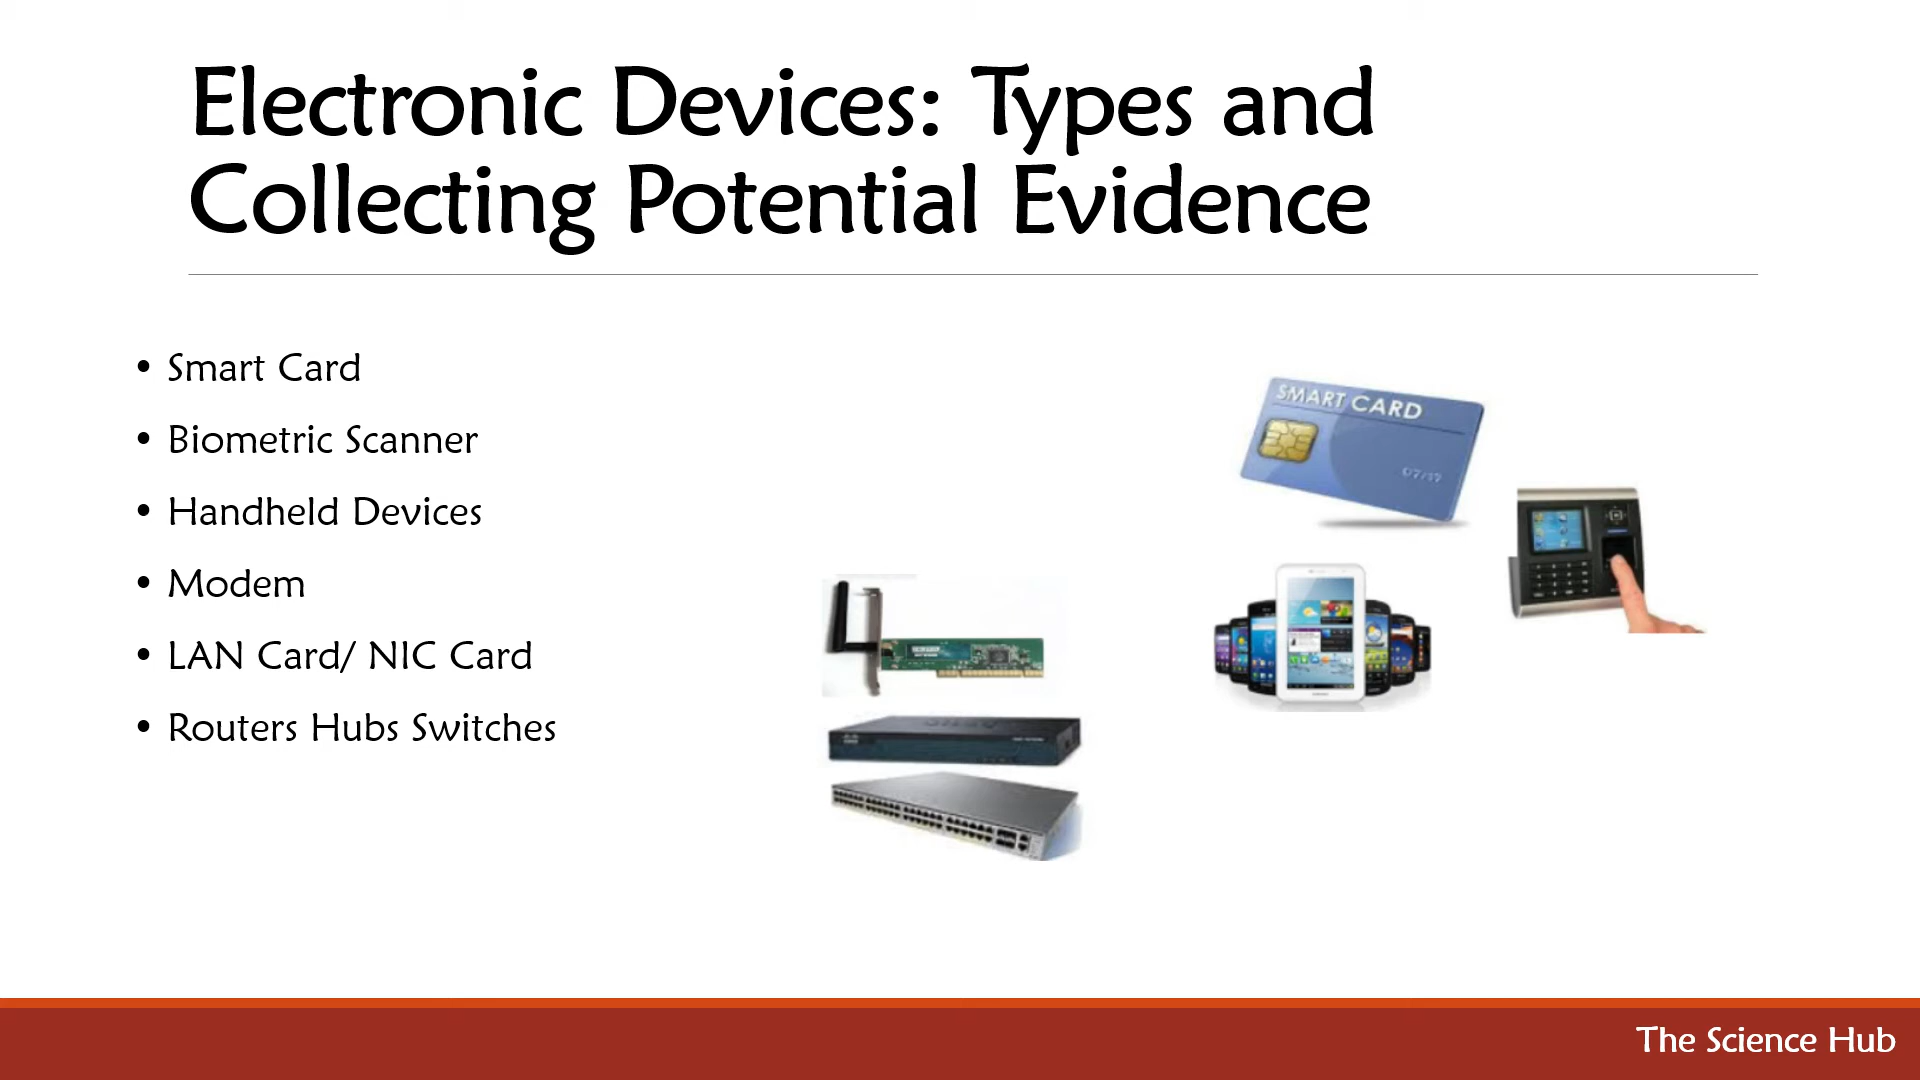 Electronic Devices: Types and
Collecting Potential Evidence
• Smart Card
• Biometric Scanner
• Handheld Devices
• Modem
• LAN Card/ NIC Card
• Routers Hubs Switches
SMART CARD
The Science Hub